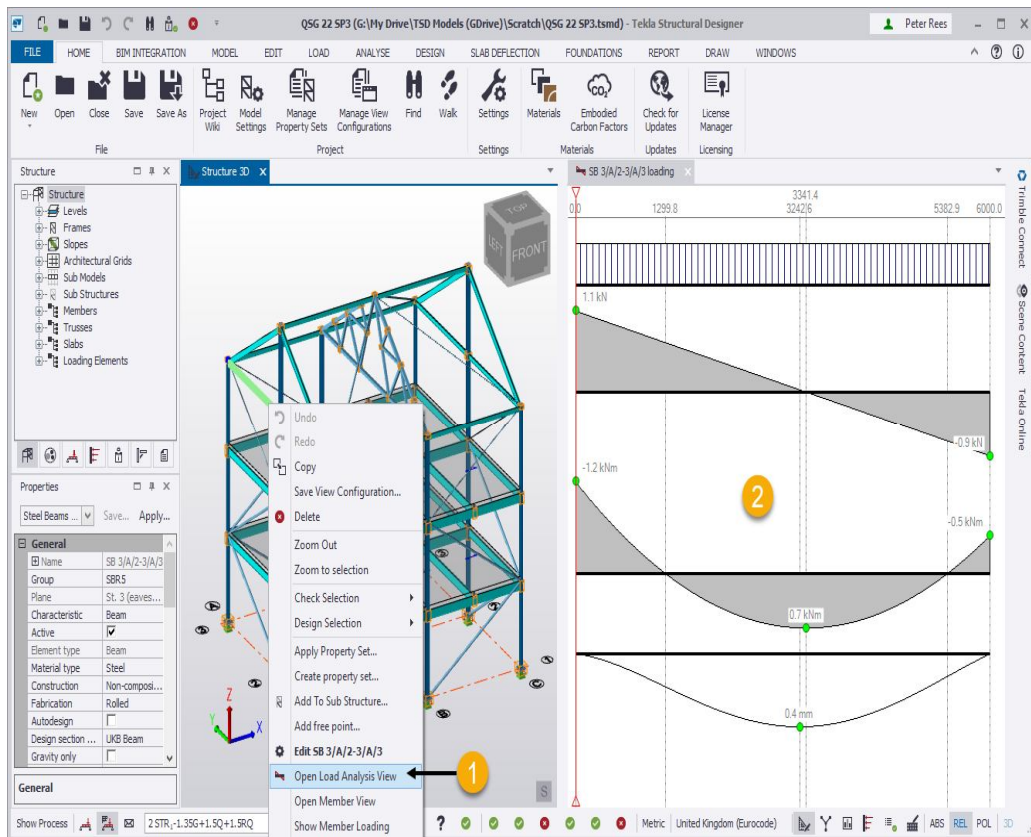 QSG 22 SP3 (G:\My Drive\TSD Models (GDrive)\Scratch\QSG 22 SP3.tsmd) - Tekla Structural Designer
Peter Rees
FILE HOME BIM INTEGRATION MODEL EDIT LOAD ANALYSE DESIGN SLAB DEFLECTION FOUNDATIONS REPORT DRAW WINDOWS
New Open Close Save Save As Project Wiki Model Settings Manage Property Sets Manage View Configurations Find Walk Settings Materials Embodied Carbon Factors Check for Updates License Manager
File Project Settings Materials Updates Licensing
Structure
Structure
Levels
Frames
Slopes
Architectural Grids
Sub Models
Sub Structures
Members
Trusses
Slabs
Loading Elements
Properties
Steel Beams ... Save... Apply...
General
Name SB 3/A/2-3/A/3
Group SBR5
Plane St. 3 (eaves...
Characteristic Beam
Active
Element type Beam
Material type Steel
Construction Non-composi...
Fabrication Rolled
Autodesign
Design section ... UKB Beam
Gravity only
General
Structure 3D X
TOP
LEFT FRONT
Z
Y X
Undo
Redo
Copy
Save View Configuration...
Delete
Zoom Out
Zoom to selection
Check Selection
Design Selection
Apply Property Set...
Create property set...
Add To Sub Structure...
Add free point...
Edit SB 3/A/2-3/A/3
Open Load Analysis View
Open Member View
Show Member Loading
1
S
SB 3/A/2-3/A/3 loading
3341.4
0.0 1299.8 3242.6 5382.9 6000.0
1.1 kN
-0.9 kN
-1.2 kNm
2
-0.5 kNm
0.7 kNm
0.4 mm
Trimble Connect
Scene Content
Tekla Online
Show Process 2 STR₁-1.35G+1.5Q+1.5RQ ? Metric United Kingdom (Eurocode) ABS REL POL 3D